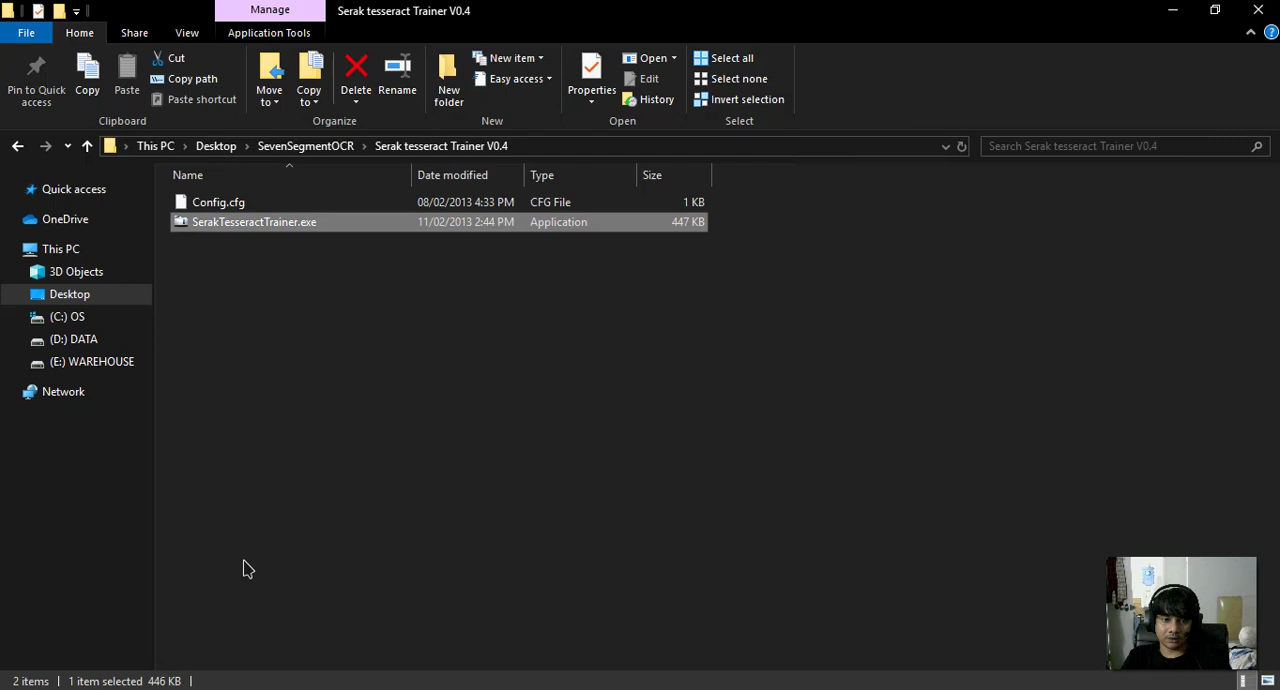 Manage
Serak tesseract Trainer V0.4
File
Home
Share
View
Application Tools
Pin to Quick access
Copy
Paste
Cut
Copy path
Paste shortcut
Clipboard
Move to
Copy to
Delete
Rename
Organize
New folder
New item
Easy access
New
Properties
Open
Edit
History
Open
Select all
Select none
Invert selection
Select
This PC
Desktop
SevenSegmentOCR
Serak tesseract Trainer V0.4
Search Serak tesseract Trainer V0.4
Name
Date modified
Type
Size
Config.cfg
08/02/2013 4:33 PM
CFG File
1 KB
SerakTesseractTrainer.exe
11/02/2013 2:44 PM
Application
447 KB
Quick access
OneDrive
This PC
3D Objects
Desktop
(C:) OS
(D:) DATA
(E:) WAREHOUSE
Network
2 items
1 item selected 446 KB